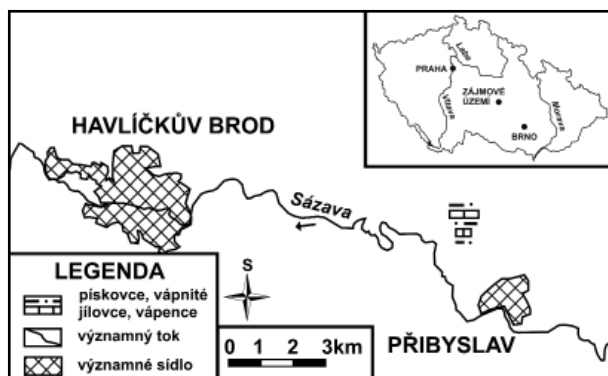 HAVLÍČKŮV BROD
Sázava
PŘIBYSLAV
PRAHA
Labe
Vltava
ZÁJMOVÉ
ÚZEMÍ
BRNO
Morava
LEGENDA
pískovce, vápnité
jílovce, vápence
významný tok
významné sídlo
S
0 1 2 3km